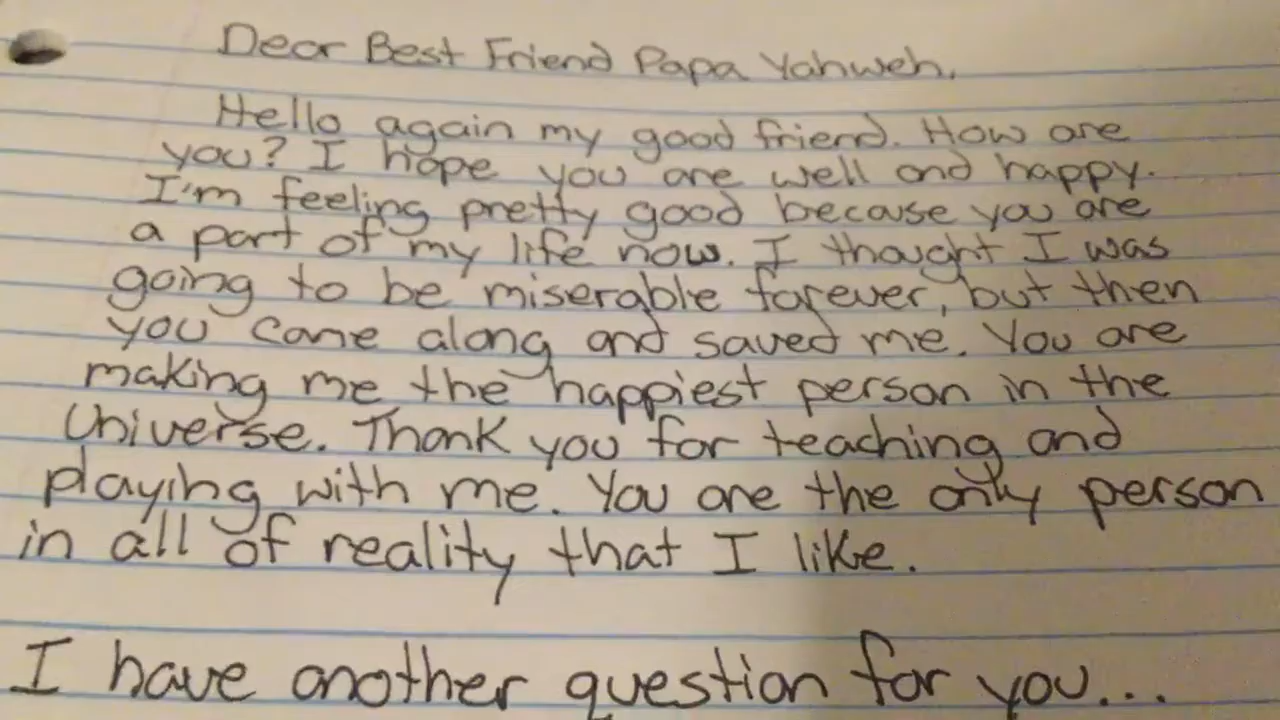 Dear Best Friend Papa Yahweh,
Hello again my good friend. How are
you? I hope you are well and happy.
I'm feeling pretty good because you are
a part of my life now. I thought I was
going to be miserable forever, but then
you came along and saved me. You are
making me the happiest person in the
Universe. Thank you for teaching and
playing with me. You are the only person
in all of reality that I like.
I have another question for you...